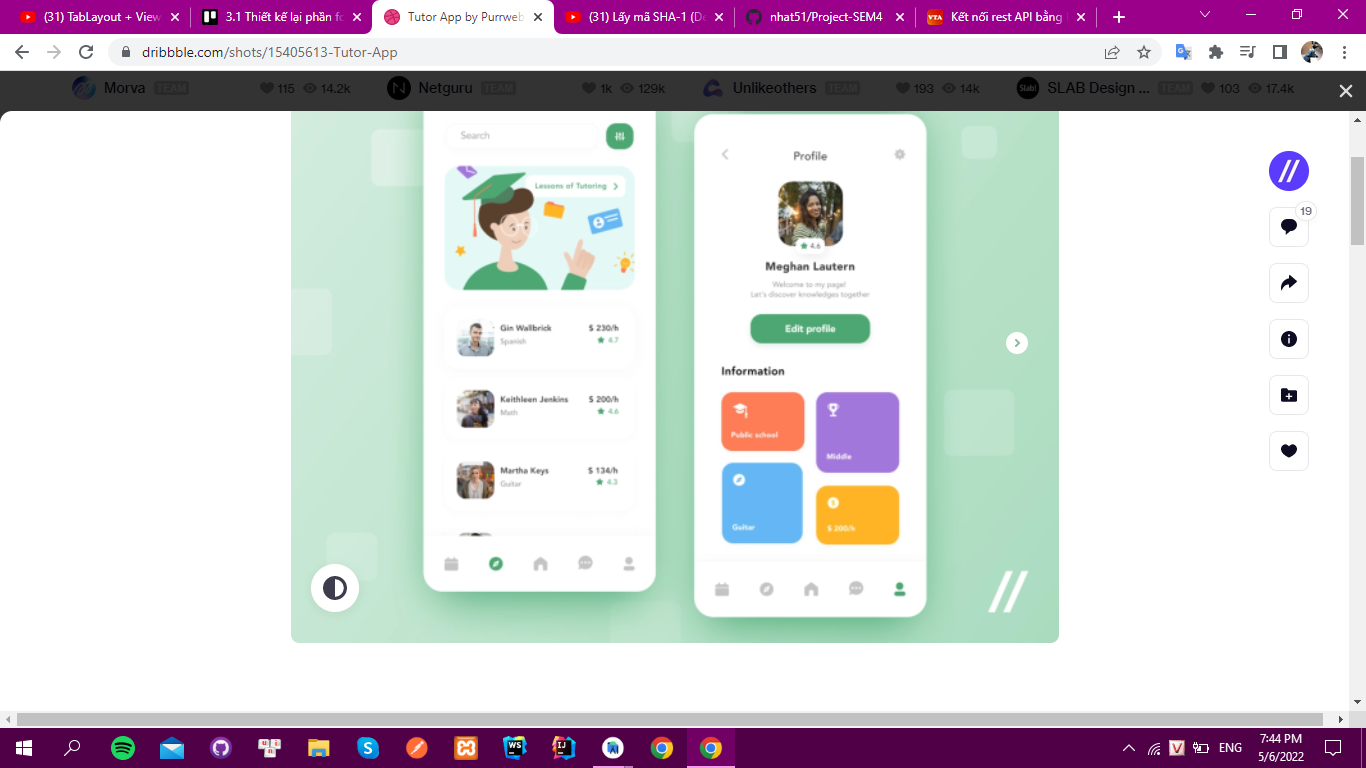 (31) TabLayout + View
3.1 Thiết kế lại phần fo
Tutor App by Purrweb
(31) Lấy mã SHA-1 (De
nhat51/Project-SEM4
VTA
Kết nối rest API bằng
dribbble.com/shots/15405613-Tutor-App
Morva TEAM 115 14.2k
Netguru TEAM 1k 129k
Unlikeothers TEAM 193 14k
Slab! SLAB Design ... TEAM 103 17.4k
Search
Lessons of Tutoring
Gin Wallbrick $ 230/h
Spanish 4.7
Keithleen Jenkins $ 200/h
Math 4.6
Martha Keys $ 134/h
Guitar 4.3
Profile
4.6
Meghan Lautern
Welcome to my page!
Let's discover knowledges together
Edit profile
Information
Public school
Middle
Guitar
$ 200/h
19
WS
IJ
V
ENG
7:44 PM
5/6/2022